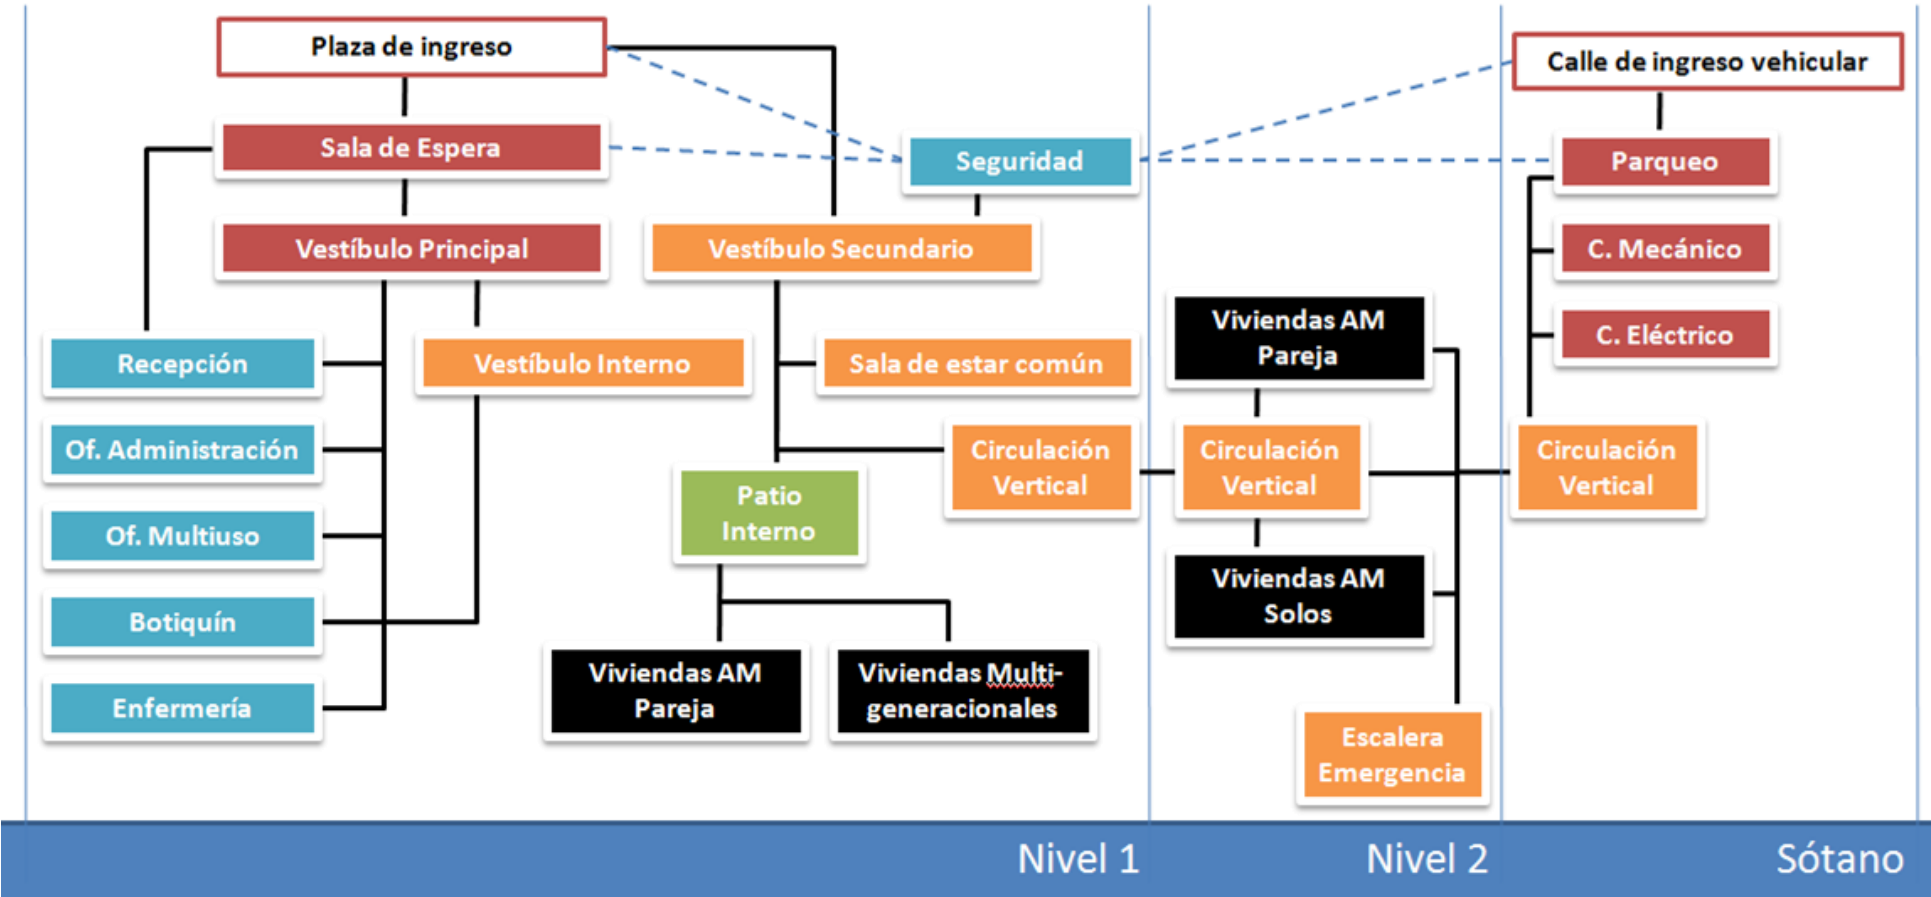 Plaza de ingreso
Sala de Espera
Vestíbulo Principal
Recepción
Of. Administración
Of. Multiuso
Botiquín
Enfermería
Vestíbulo Interno
Seguridad
Vestíbulo Secundario
Sala de estar común
Circulación
Vertical
Patio
Interno
Viviendas AM
Pareja
Viviendas Multi-
generacionales
Viviendas AM
Pareja
Circulación
Vertical
Viviendas AM
Solos
Escalera
Emergencia
Calle de ingreso vehicular
Parqueo
C. Mecánico
C. Eléctrico
Circulación
Vertical
Nivel 1
Nivel 2
Sótano